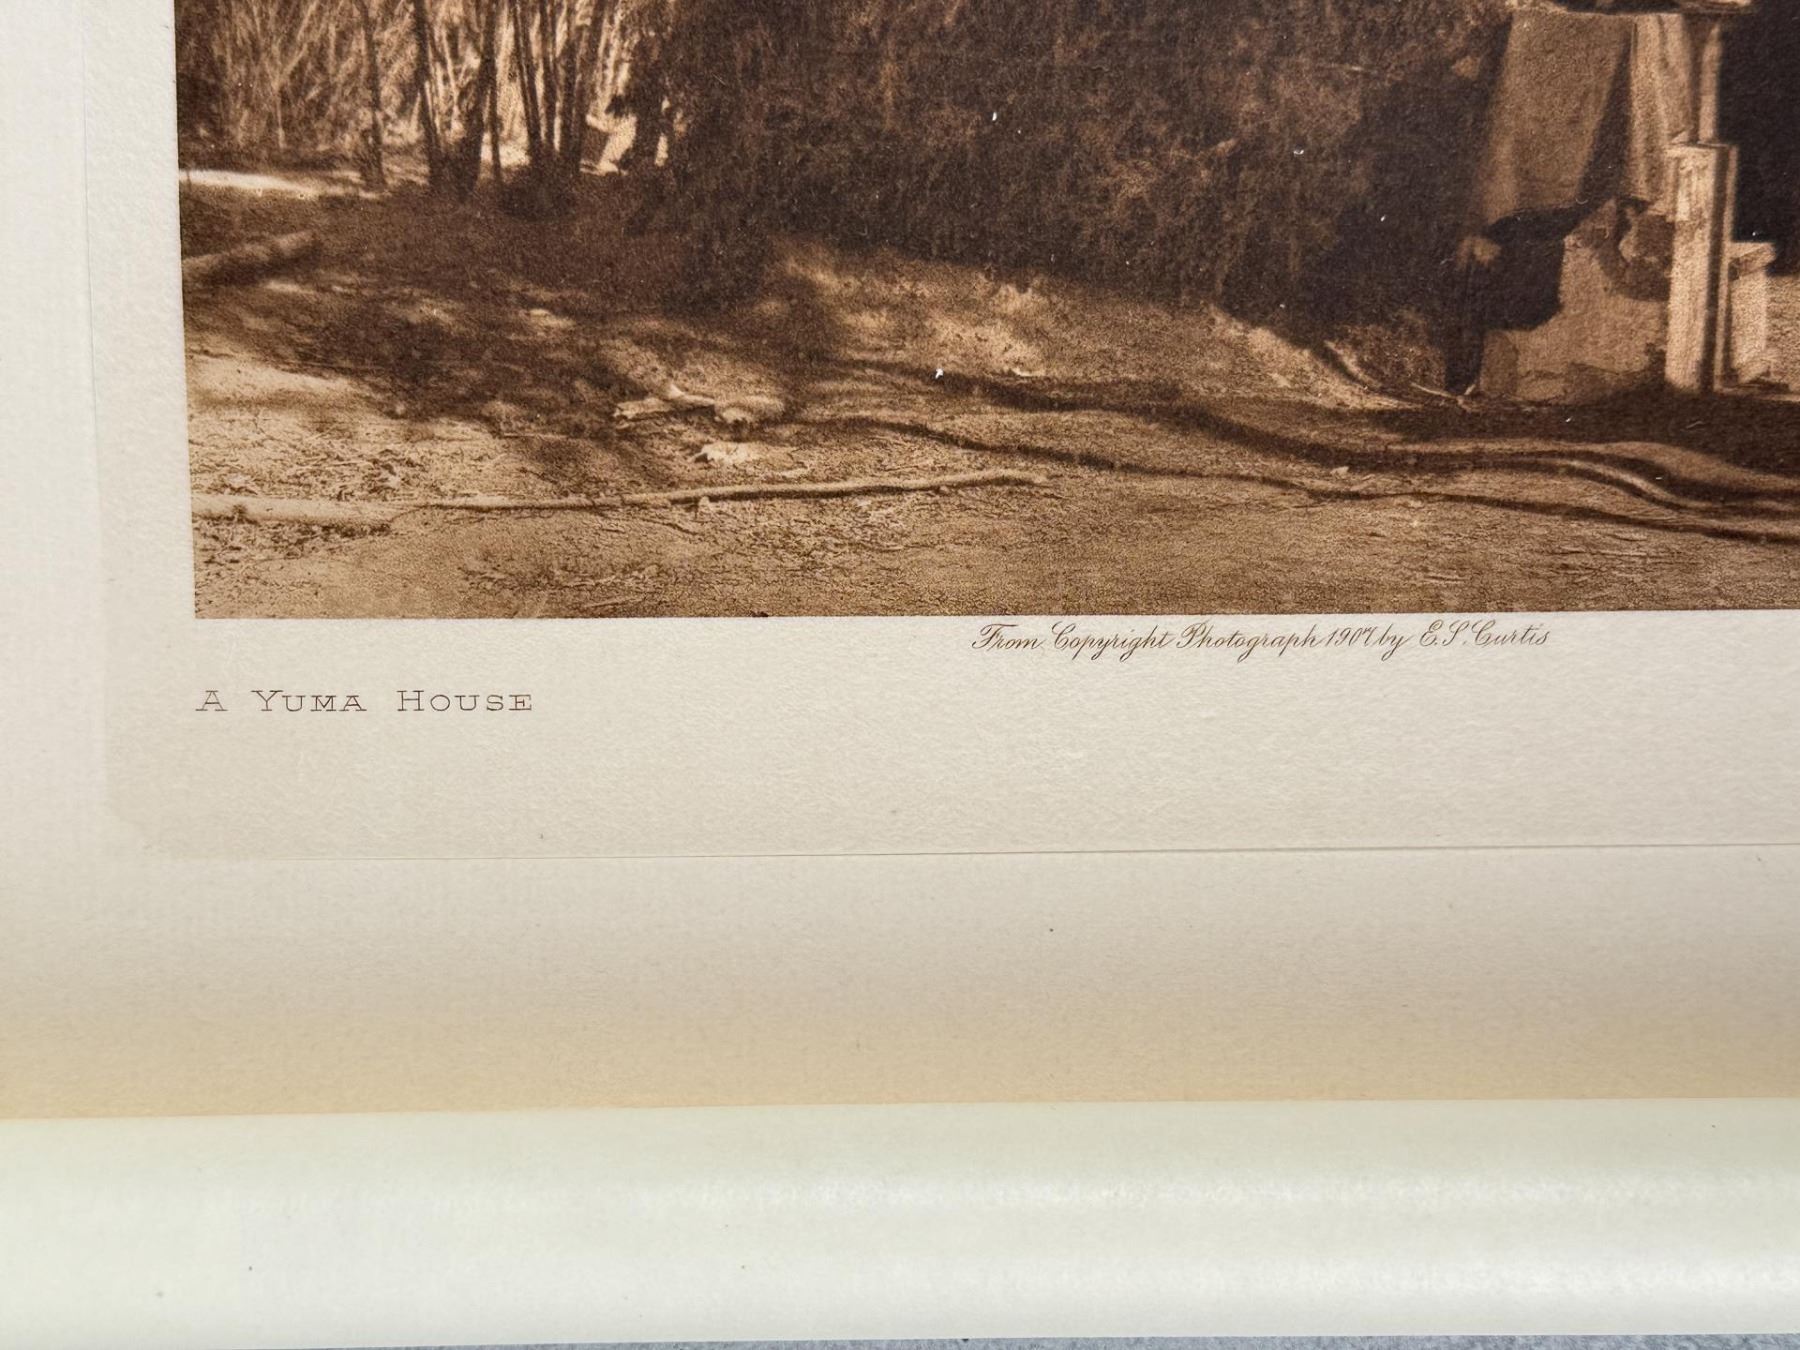 From Copyright Photograph 1907 by E.S. Curtis
A YUMA HOUSE